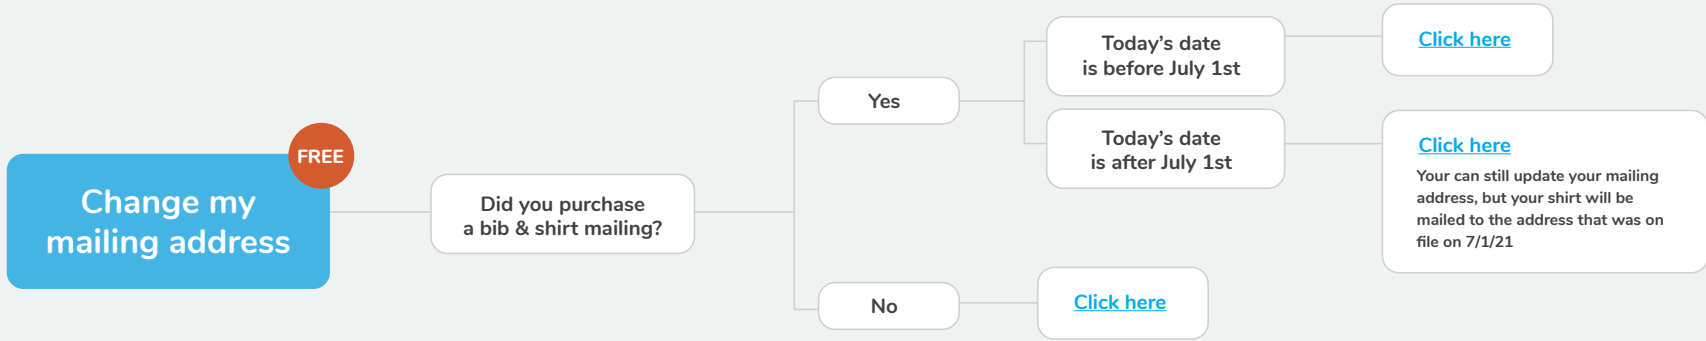 FREE
Change my
mailing address
Did you purchase
a bib & shirt mailing?
Yes
Today’s date
is before July 1st
Click here
Today’s date
is after July 1st
Click here
Your can still update your mailing
address, but your shirt will be
mailed to the address that was on
file on 7/1/21
No
Click here